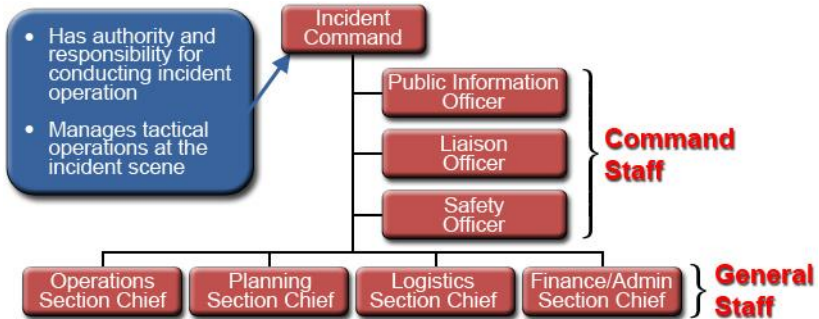 • Has authority and
responsibility for
conducting incident
operation
• Manages tactical
operations at the
incident scene
Incident
Command
Public Information
Officer
Liaison
Officer
Safety
Officer
Command
Staff
Operations
Section Chief
Planning
Section Chief
Logistics
Section Chief
Finance/Admin
Section Chief
General
Staff